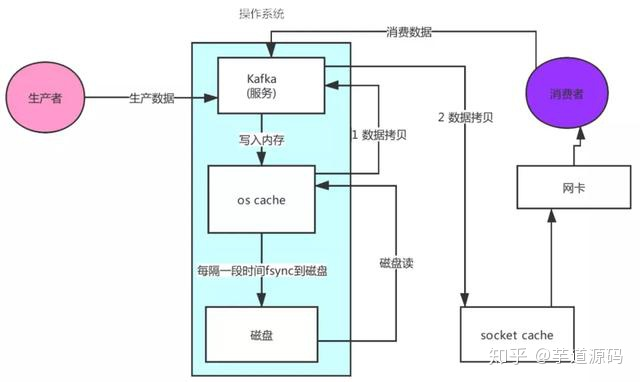 操作系统
消费数据
Kafka
(服务)
生产者
生产数据
消费者
写入内存
1 数据拷贝
2 数据拷贝
网卡
os cache
每隔一段时间fsync到磁盘
磁盘读
磁盘
socket cache
知乎 @芋道源码